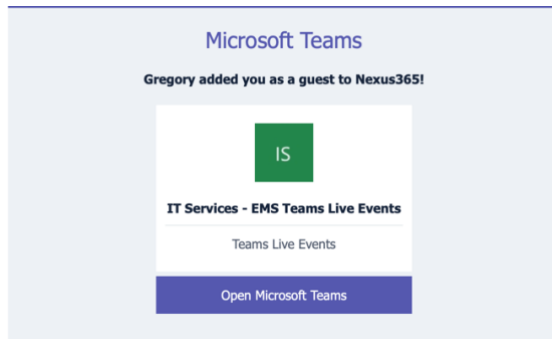 Microsoft Teams
Gregory added you as a guest to Nexus365!
IS
IT Services - EMS Teams Live Events
Teams Live Events
Open Microsoft Teams